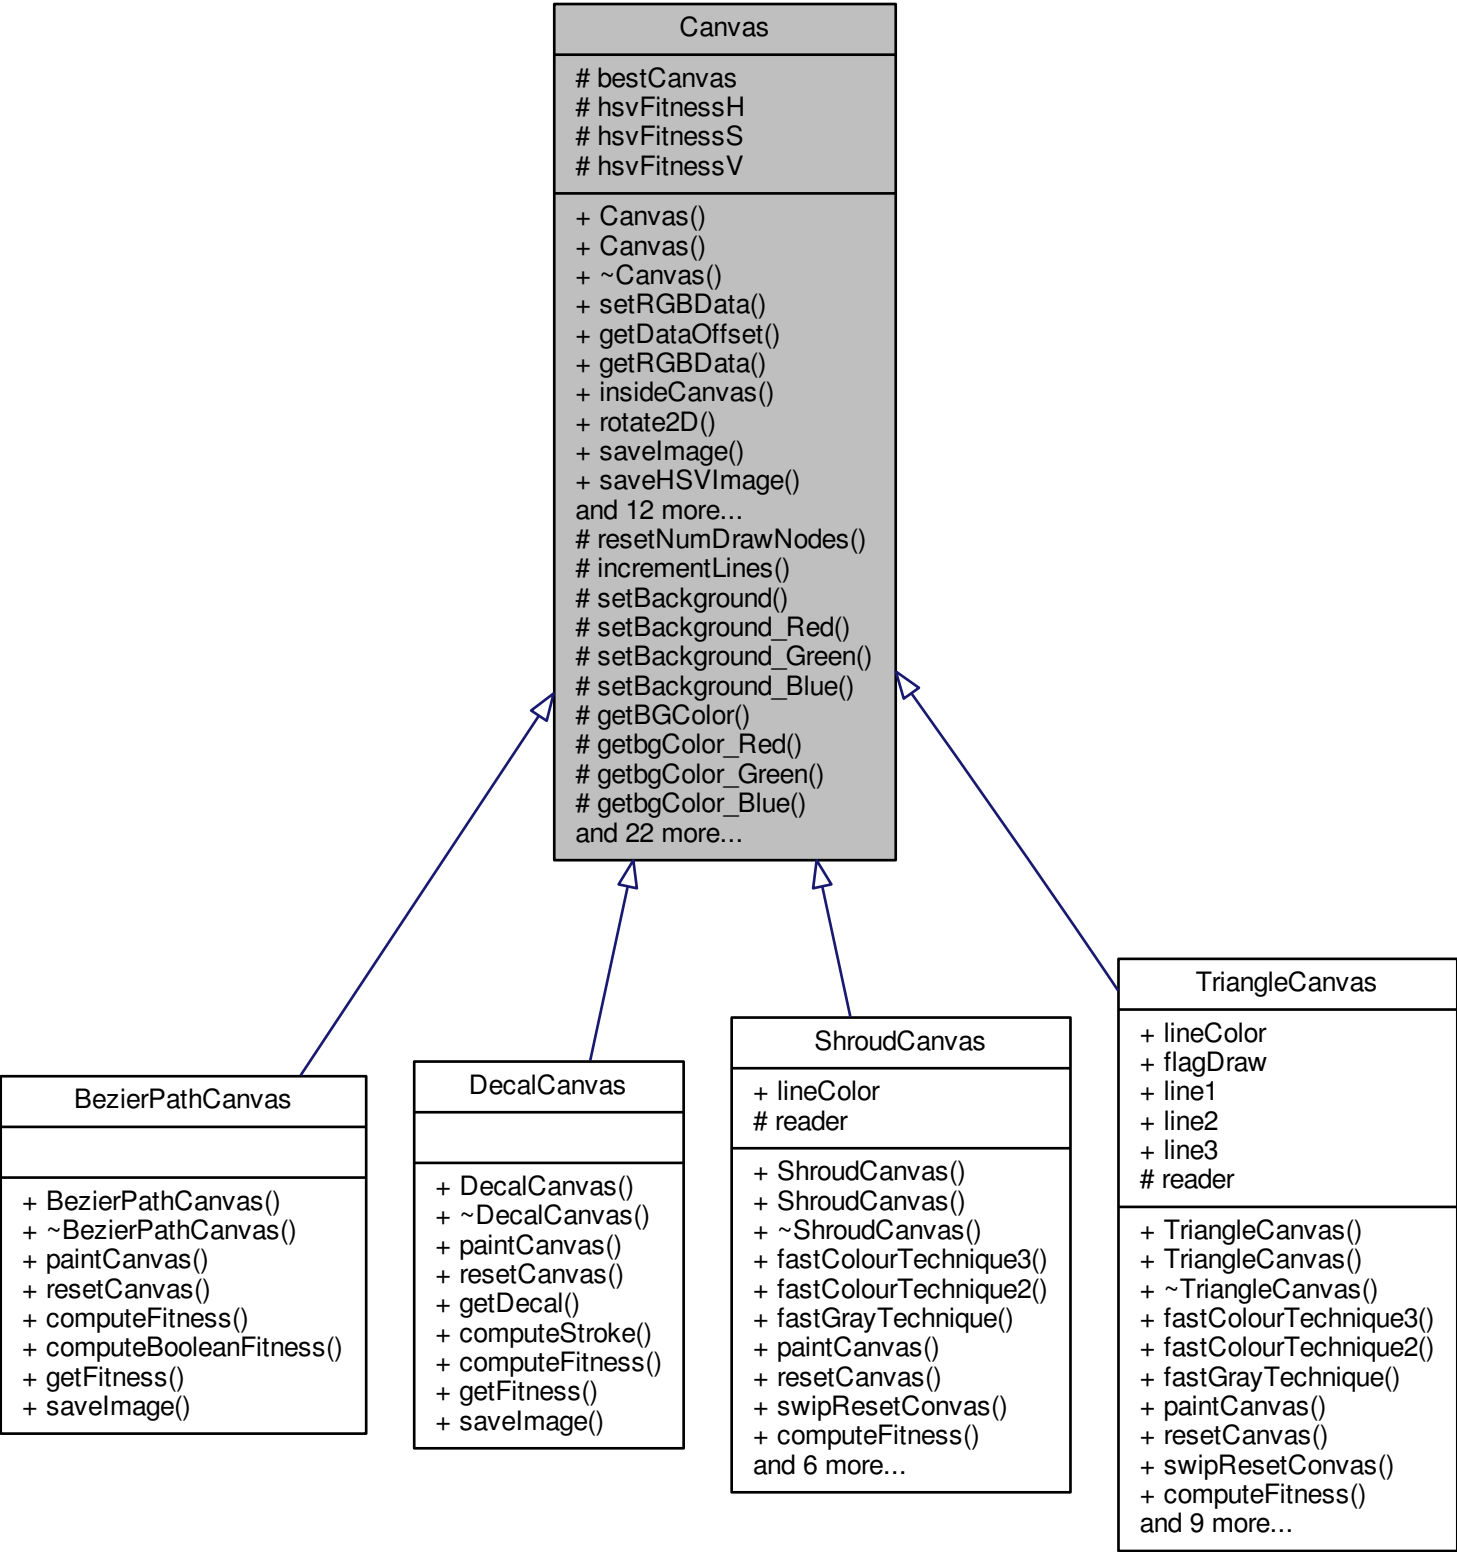 Canvas
# bestCanvas
# hsvFitnessH
# hsvFitnessS
# hsvFitnessV
+ Canvas()
+ Canvas()
+ ~Canvas()
+ setRGBData()
+ getDataOffset()
+ getRGBData()
+ insideCanvas()
+ rotate2D()
+ saveImage()
+ saveHSVImage()
and 12 more...
# resetNumDrawNodes()
# incrementLines()
# setBackground()
# setBackground_Red()
# setBackground_Green()
# setBackground_Blue()
# getBGColor()
# getbgColor_Red()
# getbgColor_Green()
# getbgColor_Blue()
and 22 more...
BezierPathCanvas
+ BezierPathCanvas()
+ ~BezierPathCanvas()
+ paintCanvas()
+ resetCanvas()
+ computeFitness()
+ computeBooleanFitness()
+ getFitness()
+ saveImage()
DecalCanvas
+ DecalCanvas()
+ ~DecalCanvas()
+ paintCanvas()
+ resetCanvas()
+ getDecal()
+ computeStroke()
+ computeFitness()
+ getFitness()
+ saveImage()
ShroudCanvas
+ lineColor
# reader
+ ShroudCanvas()
+ ShroudCanvas()
+ ~ShroudCanvas()
+ fastColourTechnique3()
+ fastColourTechnique2()
+ fastGrayTechnique()
+ paintCanvas()
+ resetCanvas()
+ swipResetConvas()
+ computeFitness()
and 6 more...
TriangleCanvas
+ lineColor
+ flagDraw
+ line1
+ line2
+ line3
# reader
+ TriangleCanvas()
+ TriangleCanvas()
+ ~TriangleCanvas()
+ fastColourTechnique3()
+ fastColourTechnique2()
+ fastGrayTechnique()
+ paintCanvas()
+ resetCanvas()
+ swipResetConvas()
+ computeFitness()
and 9 more...